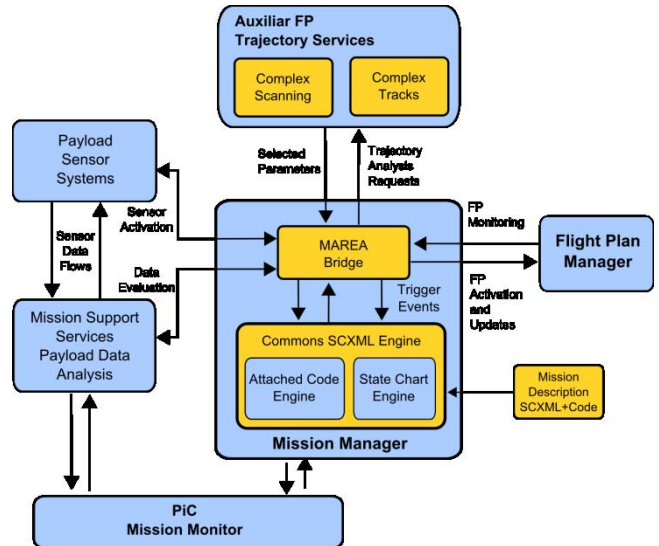 Auxiliar FP
Trajectory Services
Complex
Scanning
Complex
Tracks
Payload
Sensor
Systems
Selected
Parameters
Trajectory
Analysis
Requests
Sensor
Activation
Sensor
Data
Flows
FP
Monitoring
MAREA
Bridge
Flight Plan
Manager
Data
Evaluation
Trigger
Events
FP
Activation
and
Updates
Mission Support
Services
Payload Data
Analysis
Commons SCXML Engine
Attached Code
Engine
State Chart
Engine
Mission
Description
SCXML+Code
Mission Manager
PiC
Mission Monitor